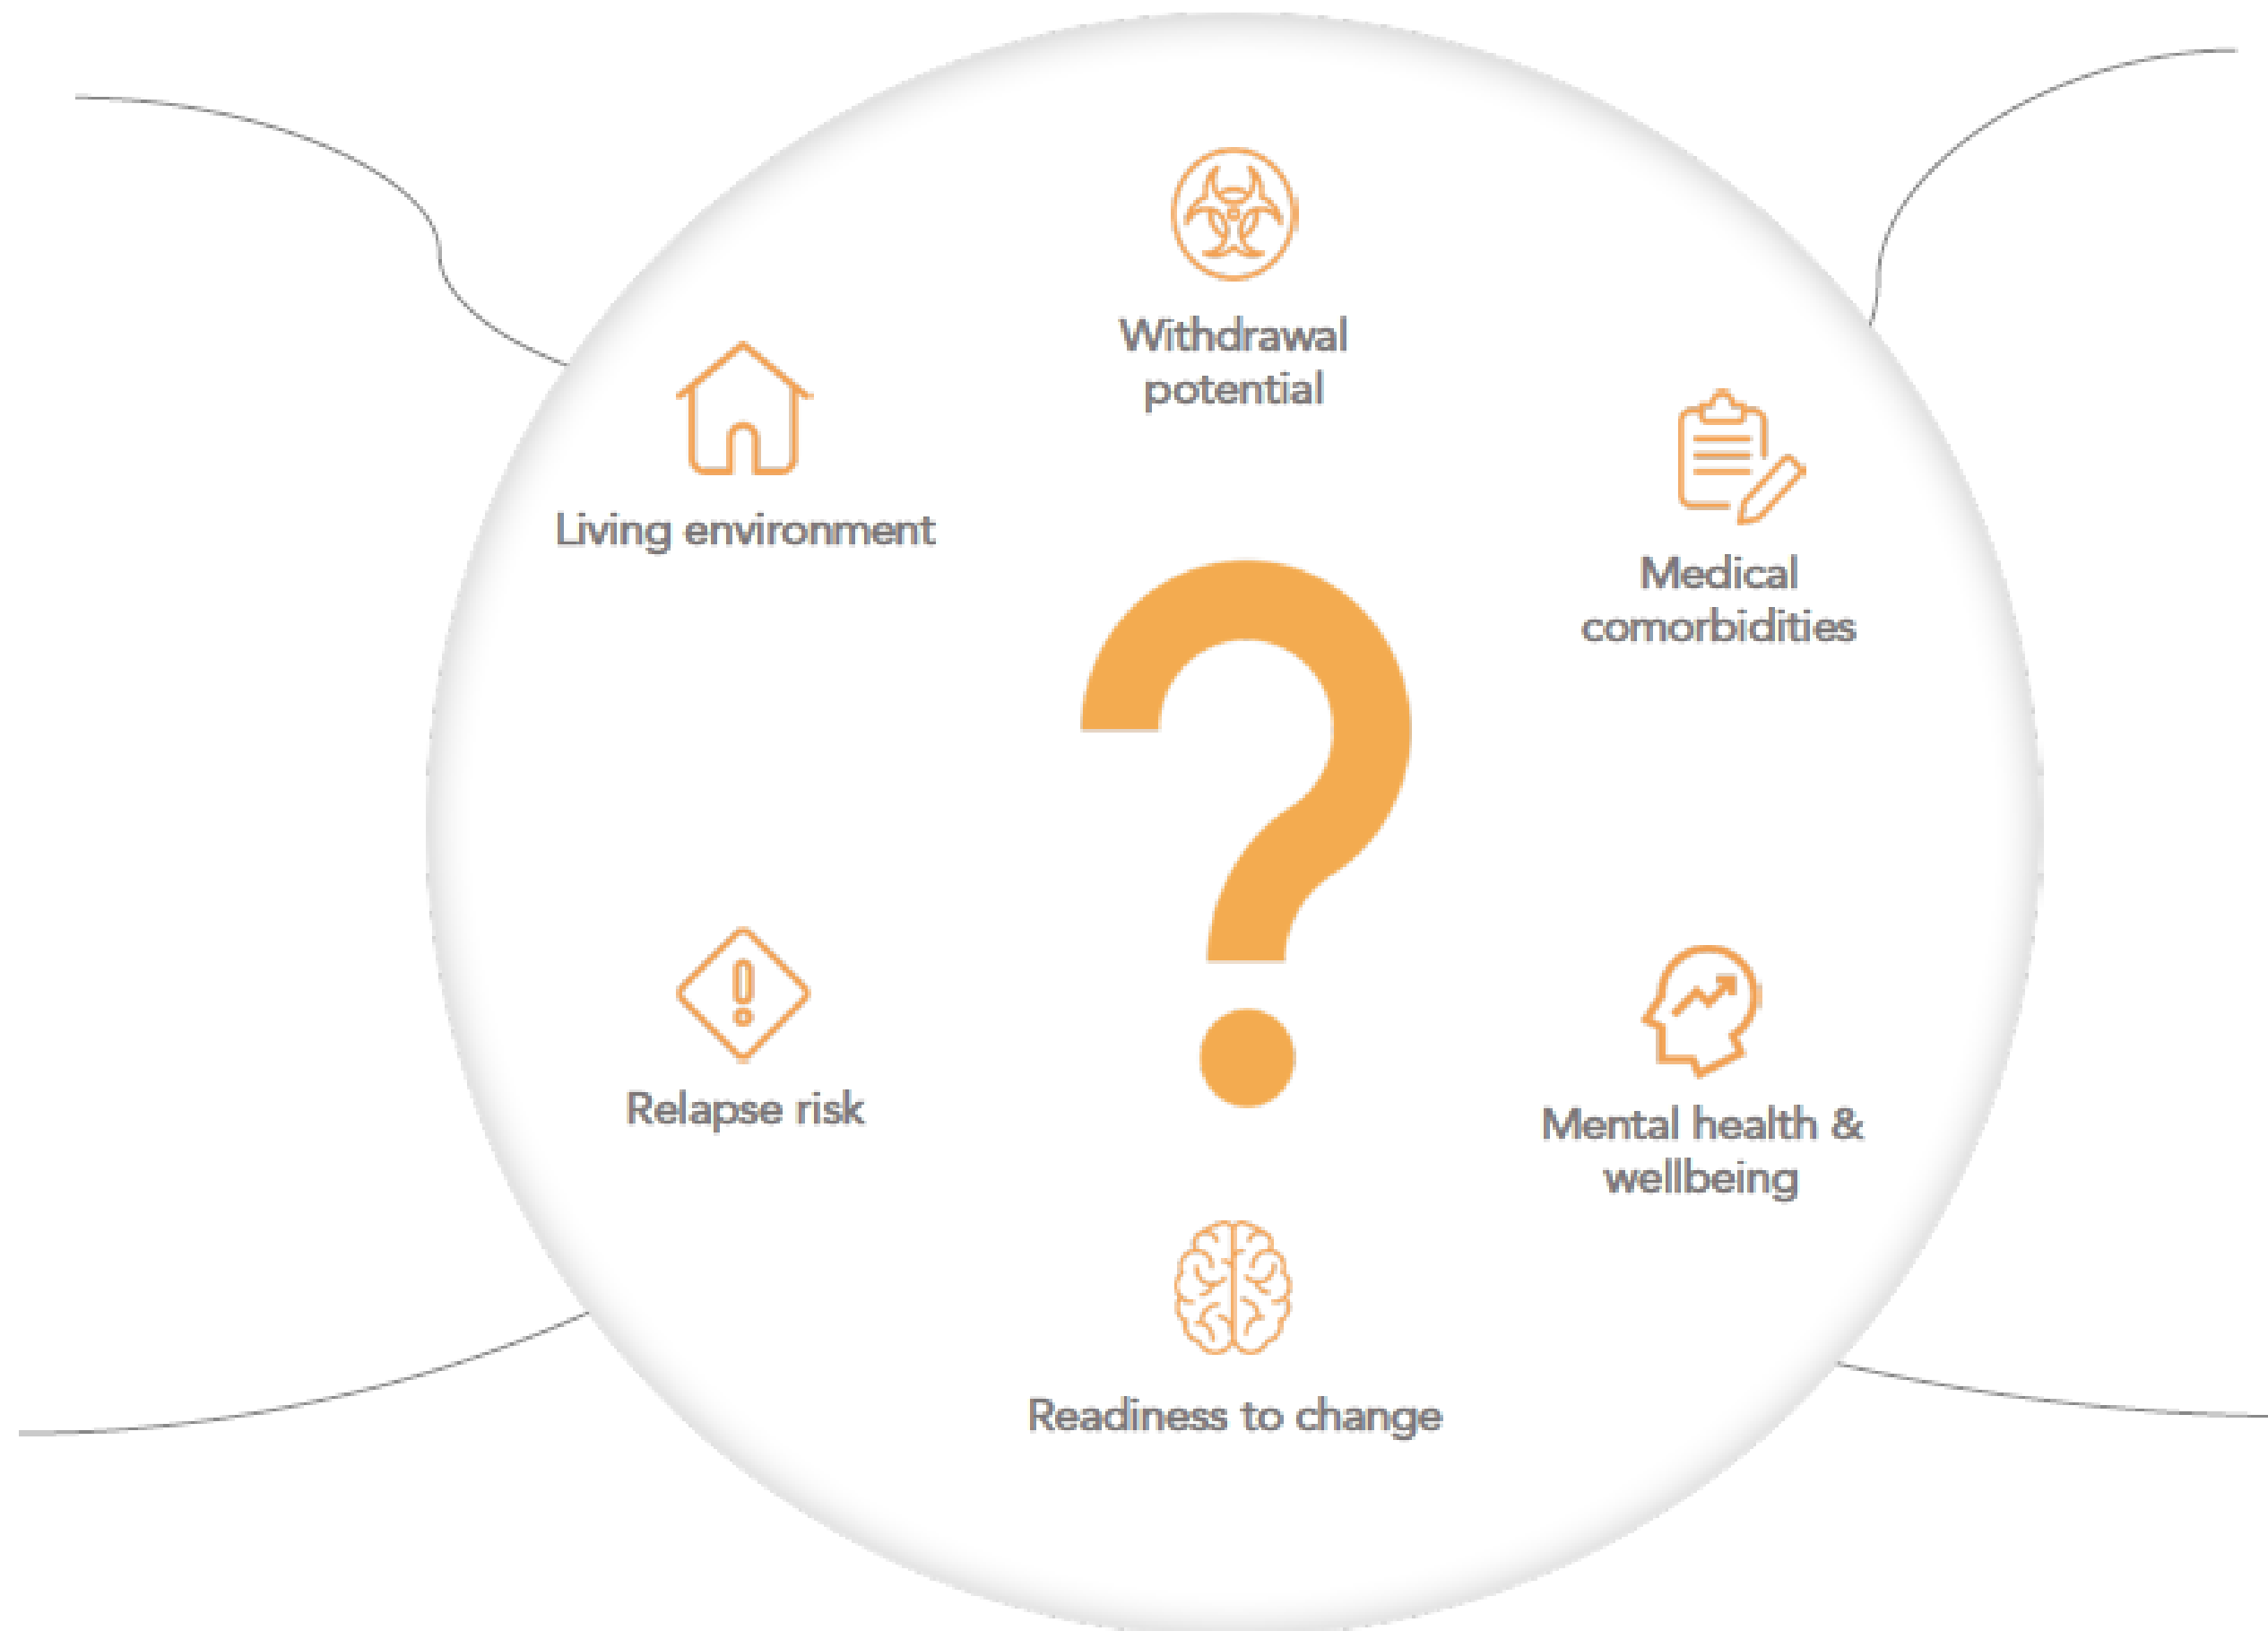 Withdrawal
potential
Living environment
Medical
comorbidities
?
Relapse risk
Mental health &
wellbeing
Readiness to change